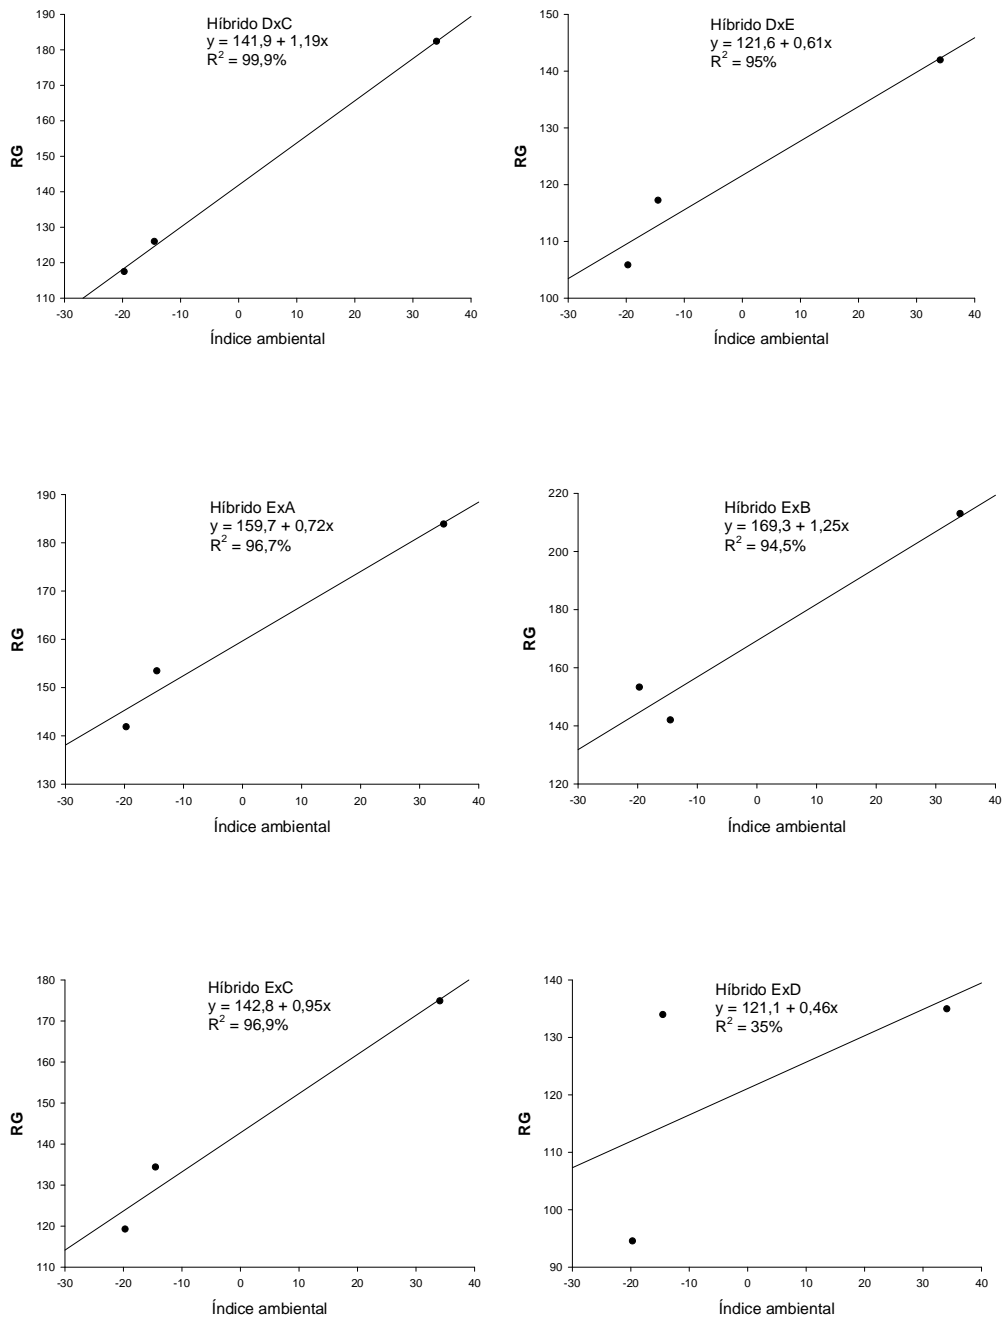 Híbrido DxC
y = 141,9 + 1,19x
R² = 99,9%
190
180
170
160
150
140
130
120
110
RG
-30 -20 -10 0 10 20 30 40
Índice ambiental
Híbrido DxE
y = 121,6 + 0,61x
R² = 95%
150
140
130
120
110
100
RG
-30 -20 -10 0 10 20 30 40
Índice ambiental
Híbrido ExA
y = 159,7 + 0,72x
R² = 96,7%
190
180
170
160
150
140
130
RG
-30 -20 -10 0 10 20 30 40
Índice ambiental
Híbrido ExB
y = 169,3 + 1,25x
R² = 94,5%
220
200
180
160
140
120
RG
-30 -20 -10 0 10 20 30 40
Índice ambiental
Híbrido ExC
y = 142,8 + 0,95x
R² = 96,9%
180
170
160
150
140
130
120
110
RG
-30 -20 -10 0 10 20 30 40
Índice ambiental
Híbrido ExD
y = 121,1 + 0,46x
R² = 35%
140
130
120
110
100
90
RG
-30 -20 -10 0 10 20 30 40
Índice ambiental